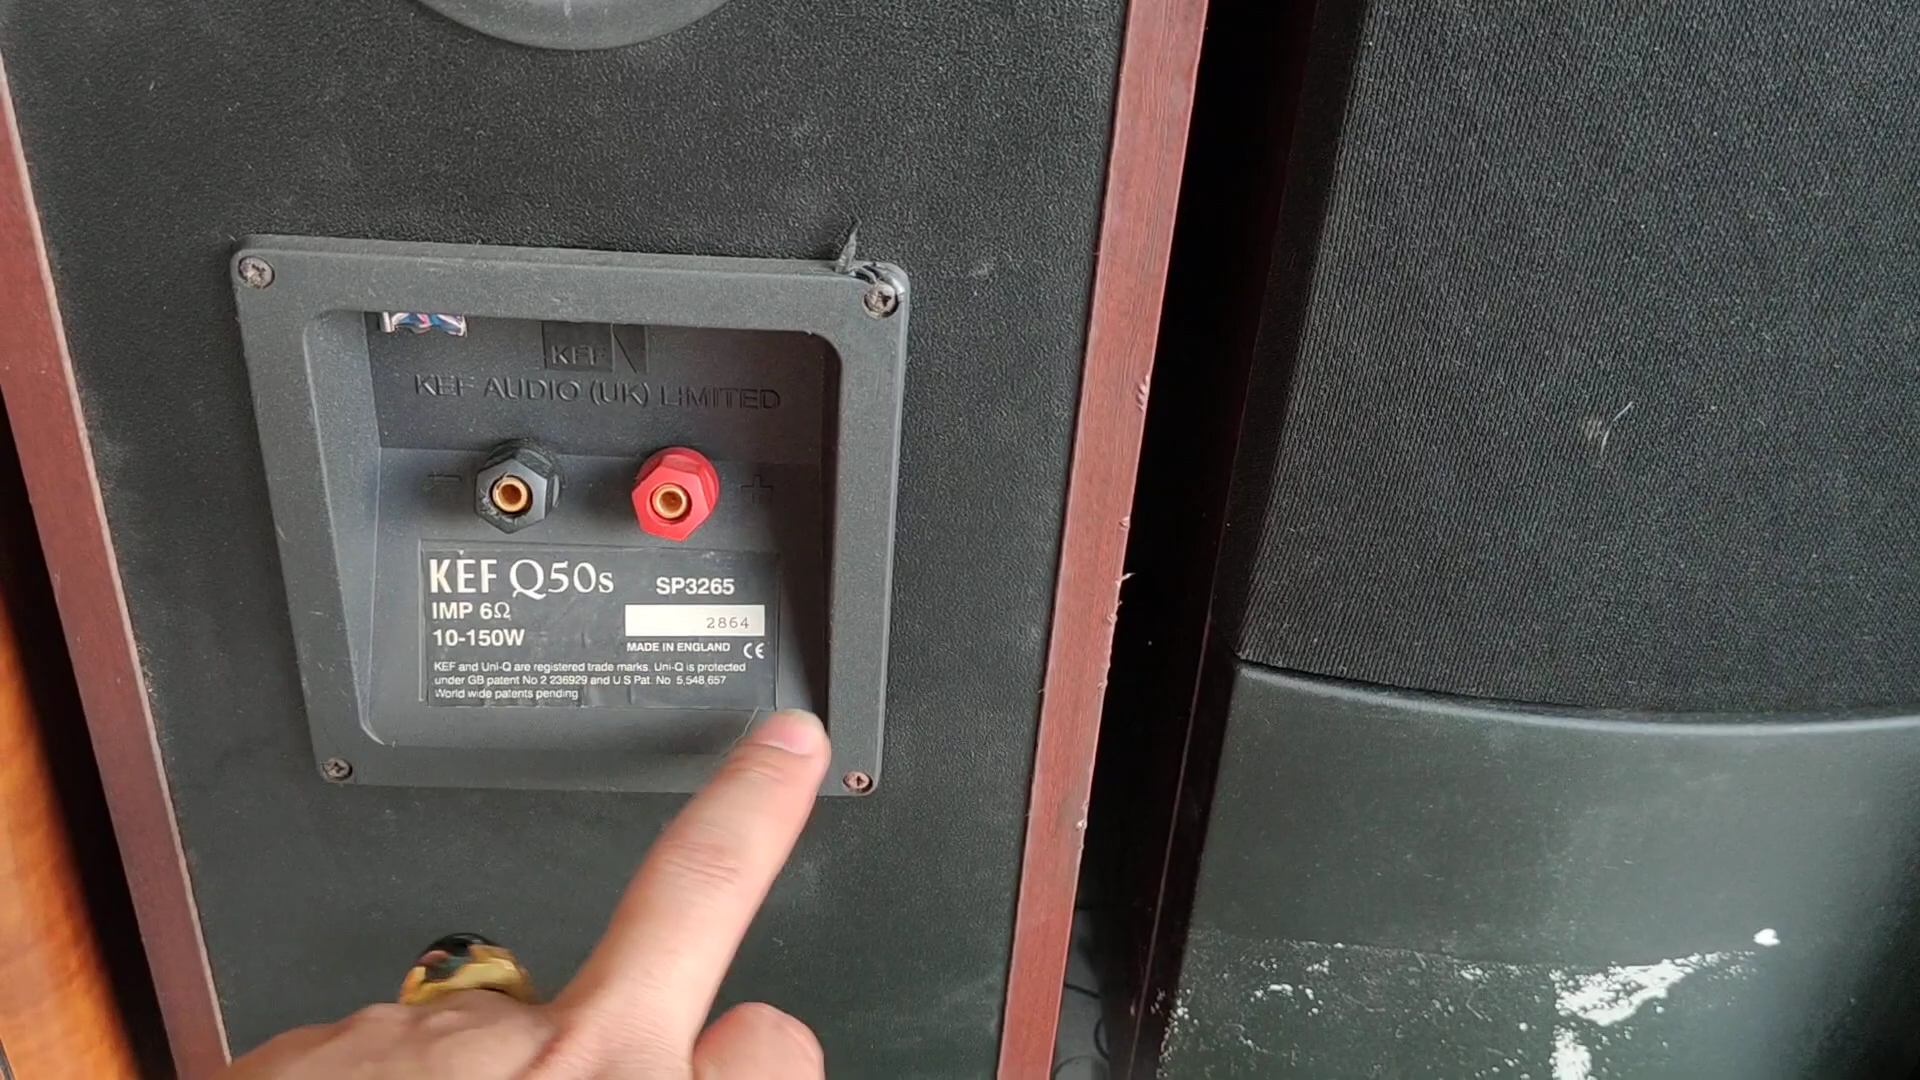 KEF
KEF AUDIO (UK) LIMITED
- +
KEF Q50s SP3265
IMP 6Ω
2864
10-150W
MADE IN ENGLAND CE
KEF and Uni-Q are registered trade marks. Uni-Q is protected
under GB patent No 2 236929 and U S Pat. No 5,548,657
World wide patents pending